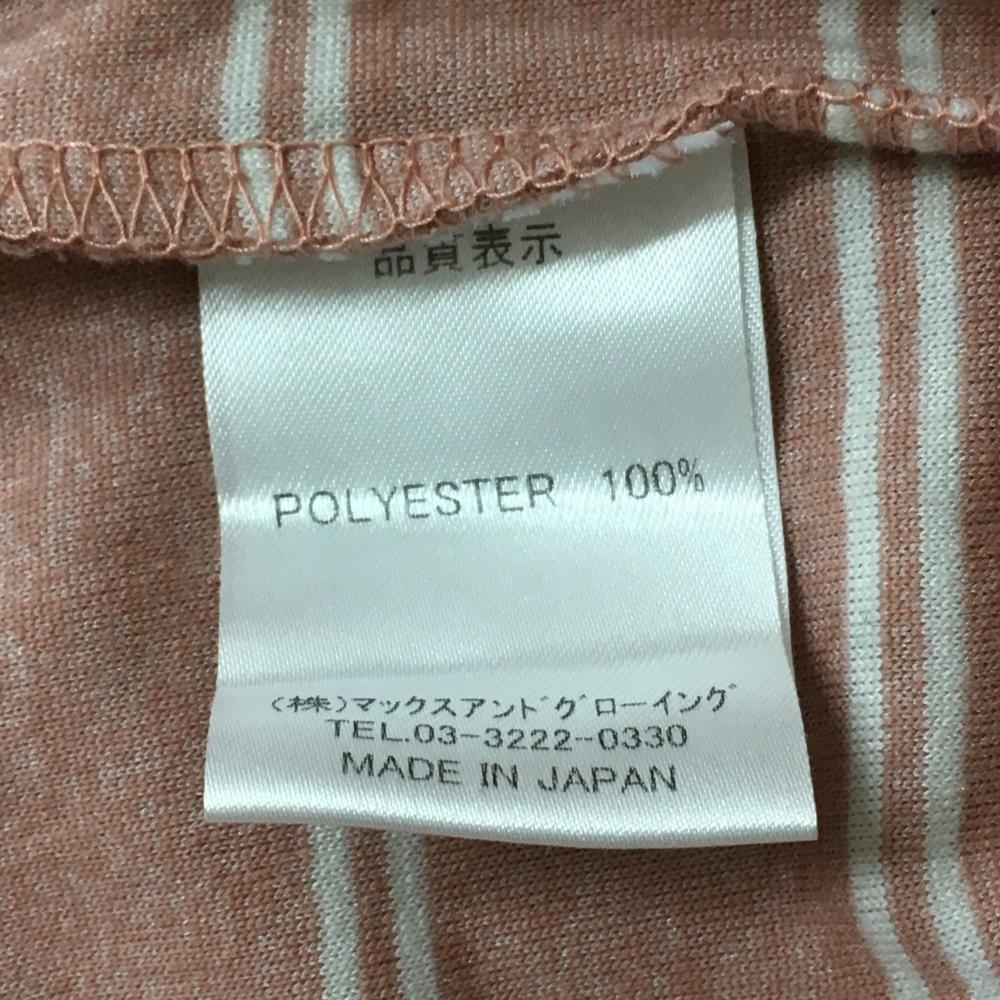 品質表示
POLYESTER 100%
(株)マックスアンドグローイング
TEL.03-3222-0330
MADE IN JAPAN